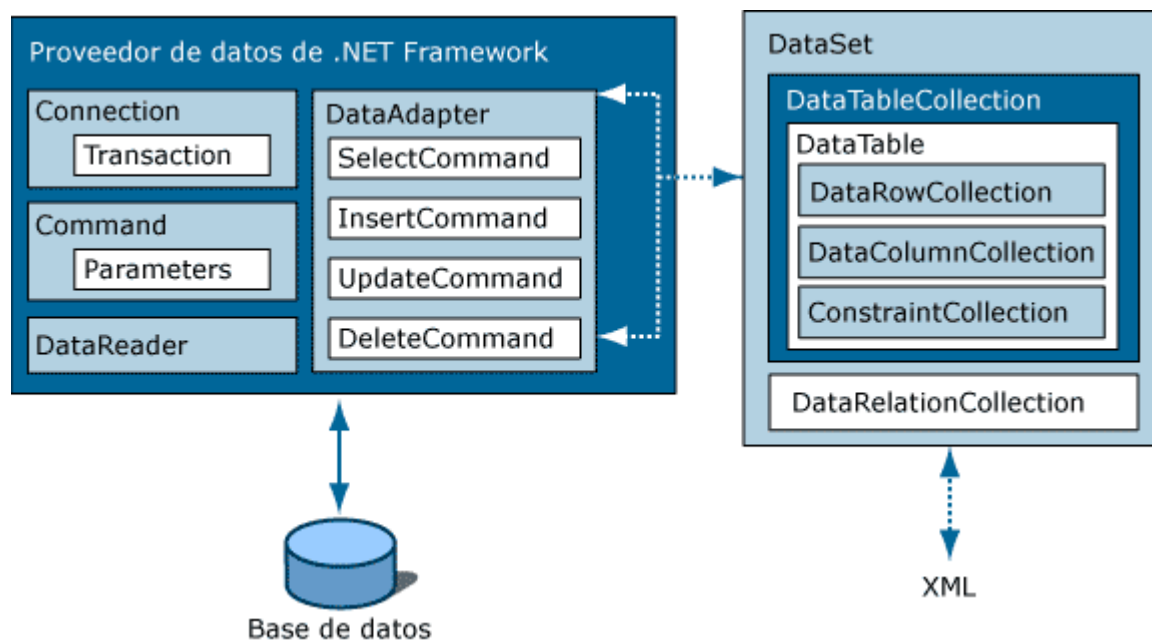 Proveedor de datos de .NET Framework
Connection
Transaction
Command
Parameters
DataReader
DataAdapter
SelectCommand
InsertCommand
UpdateCommand
DeleteCommand
Base de datos
DataSet
DataTableCollection
DataTable
DataRowCollection
DataColumnCollection
ConstraintCollection
DataRelationCollection
XML